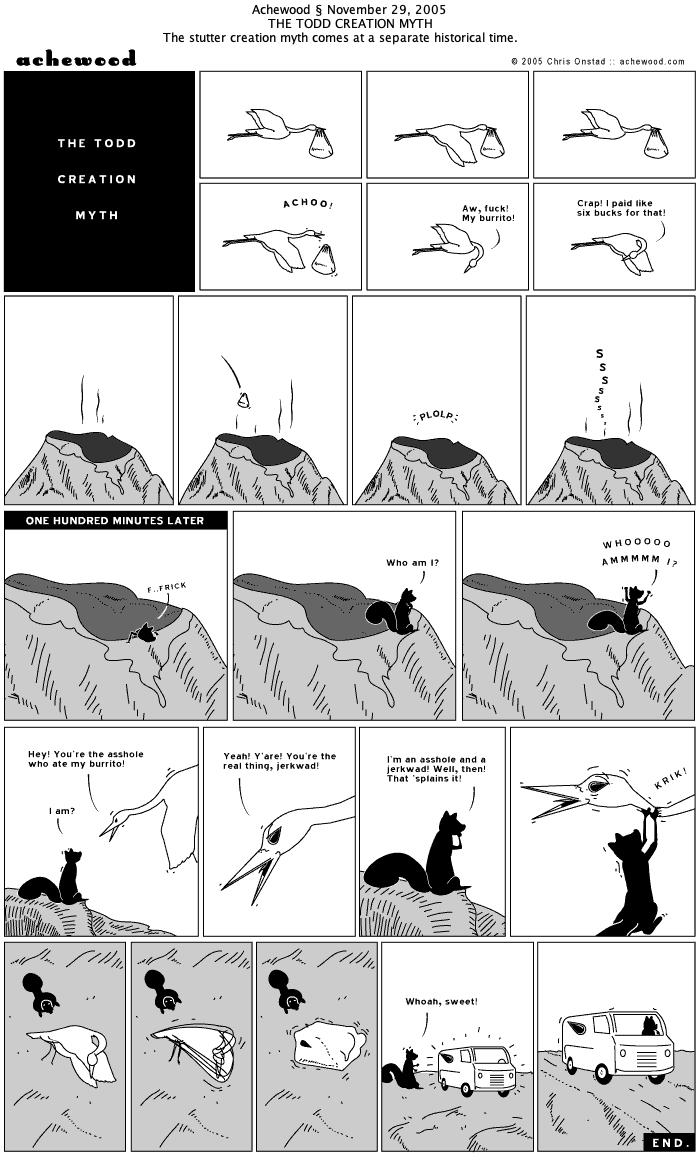 Achewood § November 29, 2005
THE TODD CREATION MYTH
The stutter creation myth comes at a separate historical time.
achewood
© 2005 Chris Onstad :: achewood.com
THE TODD
CREATION
MYTH
ACHOO!
Aw, fuck!
My burrito!
Crap! I paid like
six bucks for that!
PLOLP
S
S
S
S
S
S
S
ONE HUNDRED MINUTES LATER
F..FRICK
Who am I?
WHOOOOO
AMMMMM I?
Hey! You're the asshole
who ate my burrito!
I am?
Yeah! Y'are! You're the
real thing, jerkwad!
I'm an asshole and a
jerkwad! Well, then!
That 'splains it!
KRIK!
Whoah, sweet!
END.